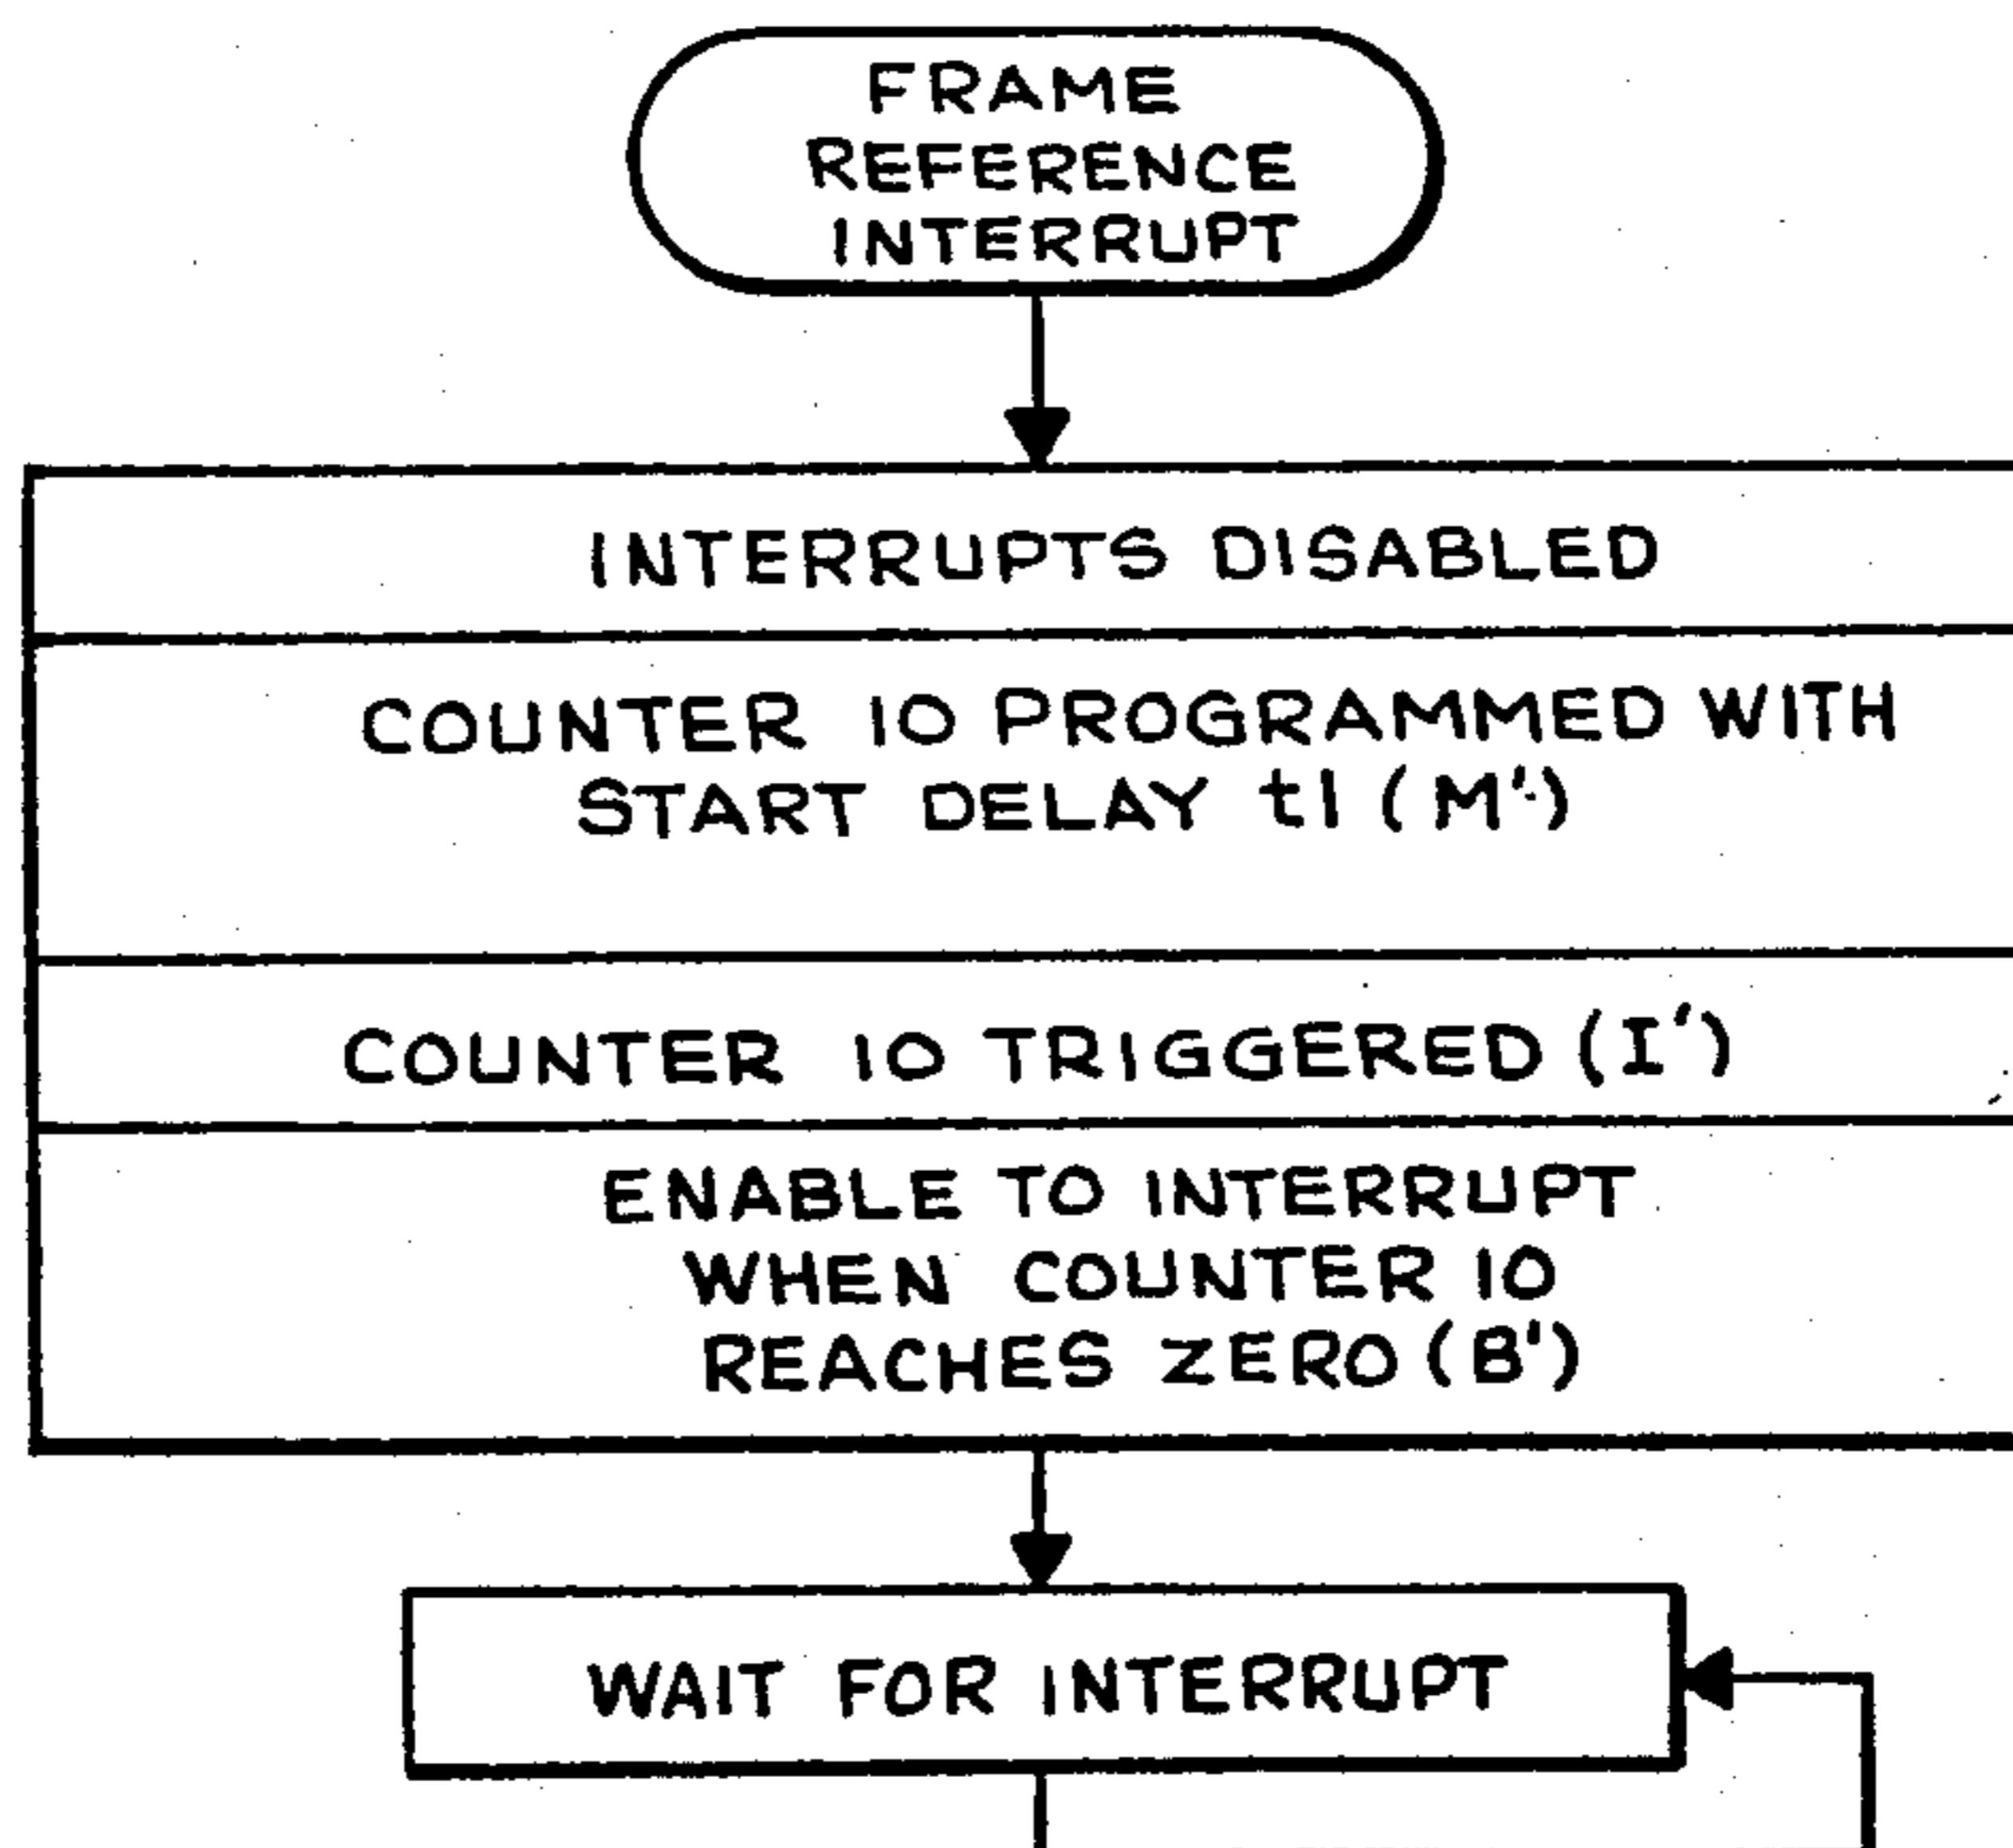 FRAME
REFERENCE
INTERRUPT
INTERRUPTS DISABLED
COUNTER 10 PROGRAMMED WITH
START DELAY t1 (M')
COUNTER 10 TRIGGERED (I')
ENABLE TO INTERRUPT
WHEN COUNTER 10
REACHES ZERO (B')
WAIT FOR INTERRUPT